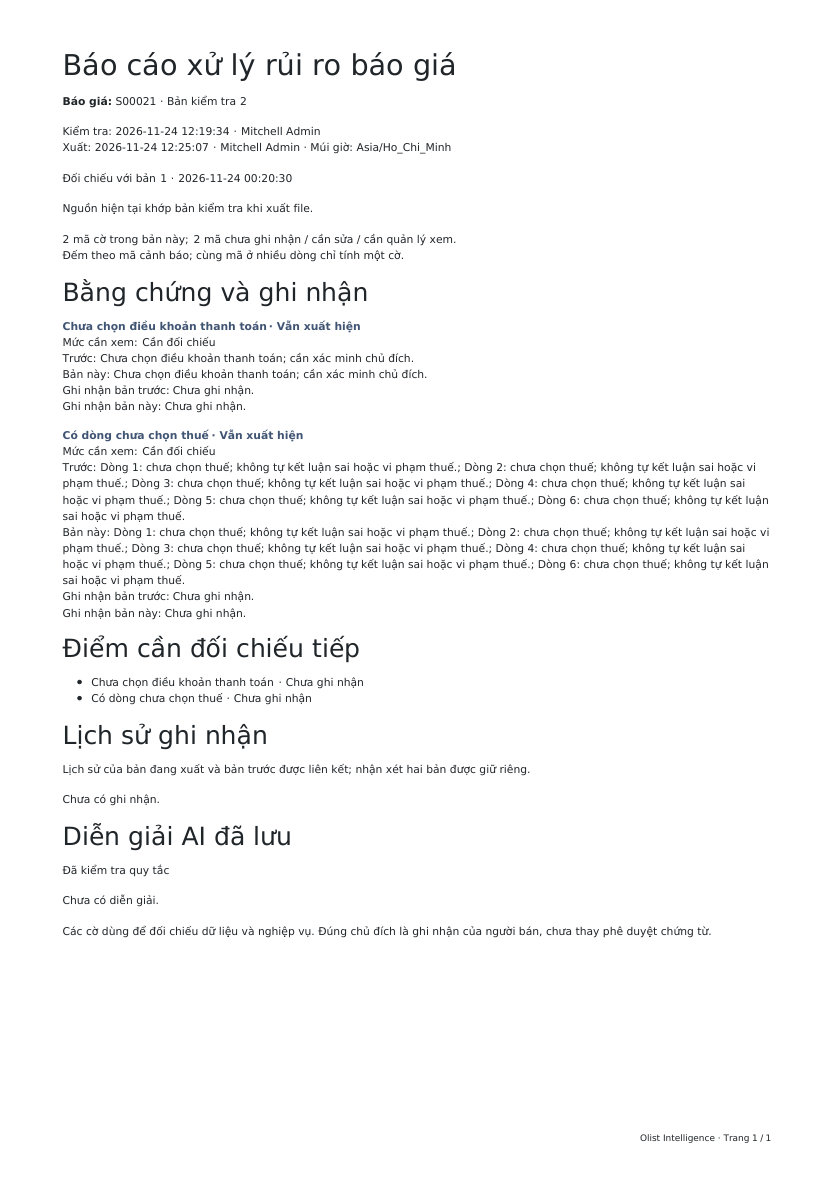 Báo cáo xử lý rủi ro báo giá
Báo giá: S00021 · Bản kiểm tra 2
Kiểm tra: 2026-11-24 12:19:34 · Mitchell Admin
Xuất: 2026-11-24 12:25:07 · Mitchell Admin · Múi giờ: Asia/Ho_Chi_Minh
Đối chiếu với bản 1 · 2026-11-24 00:20:30
Nguồn hiện tại khớp bản kiểm tra khi xuất file.
2 mã cờ trong bản này; 2 mã chưa ghi nhận / cần sửa / cần quản lý xem.
Đếm theo mã cảnh báo; cùng mã ở nhiều dòng chỉ tính một cờ.
Bằng chứng và ghi nhận
Chưa chọn điều khoản thanh toán · Vẫn xuất hiện
Mức cần xem: Cần đối chiếu
Trước: Chưa chọn điều khoản thanh toán; cần xác minh chủ đích.
Bản này: Chưa chọn điều khoản thanh toán; cần xác minh chủ đích.
Ghi nhận bản trước: Chưa ghi nhận.
Ghi nhận bản này: Chưa ghi nhận.
Có dòng chưa chọn thuế · Vẫn xuất hiện
Mức cần xem: Cần đối chiếu
Trước: Dòng 1: chưa chọn thuế; không tự kết luận sai hoặc vi phạm thuế.; Dòng 2: chưa chọn thuế; không tự kết luận sai hoặc vi
phạm thuế.; Dòng 3: chưa chọn thuế; không tự kết luận sai hoặc vi phạm thuế.; Dòng 4: chưa chọn thuế; không tự kết luận sai
hoặc vi phạm thuế.; Dòng 5: chưa chọn thuế; không tự kết luận sai hoặc vi phạm thuế.; Dòng 6: chưa chọn thuế; không tự kết luận
sai hoặc vi phạm thuế.
Bản này: Dòng 1: chưa chọn thuế; không tự kết luận sai hoặc vi phạm thuế.; Dòng 2: chưa chọn thuế; không tự kết luận sai hoặc vi
phạm thuế.; Dòng 3: chưa chọn thuế; không tự kết luận sai hoặc vi phạm thuế.; Dòng 4: chưa chọn thuế; không tự kết luận sai
hoặc vi phạm thuế.; Dòng 5: chưa chọn thuế; không tự kết luận sai hoặc vi phạm thuế.; Dòng 6: chưa chọn thuế; không tự kết luận
sai hoặc vi phạm thuế.
Ghi nhận bản trước: Chưa ghi nhận.
Ghi nhận bản này: Chưa ghi nhận.
Điểm cần đối chiếu tiếp
• Chưa chọn điều khoản thanh toán · Chưa ghi nhận
• Có dòng chưa chọn thuế · Chưa ghi nhận
Lịch sử ghi nhận
Lịch sử của bản đang xuất và bản trước được liên kết; nhận xét hai bản được giữ riêng.
Chưa có ghi nhận.
Diễn giải AI đã lưu
Đã kiểm tra quy tắc
Chưa có diễn giải.
Các cờ dùng để đối chiếu dữ liệu và nghiệp vụ. Đúng chủ đích là ghi nhận của người bán, chưa thay phê duyệt chứng từ.
Olist Intelligence · Trang 1 / 1